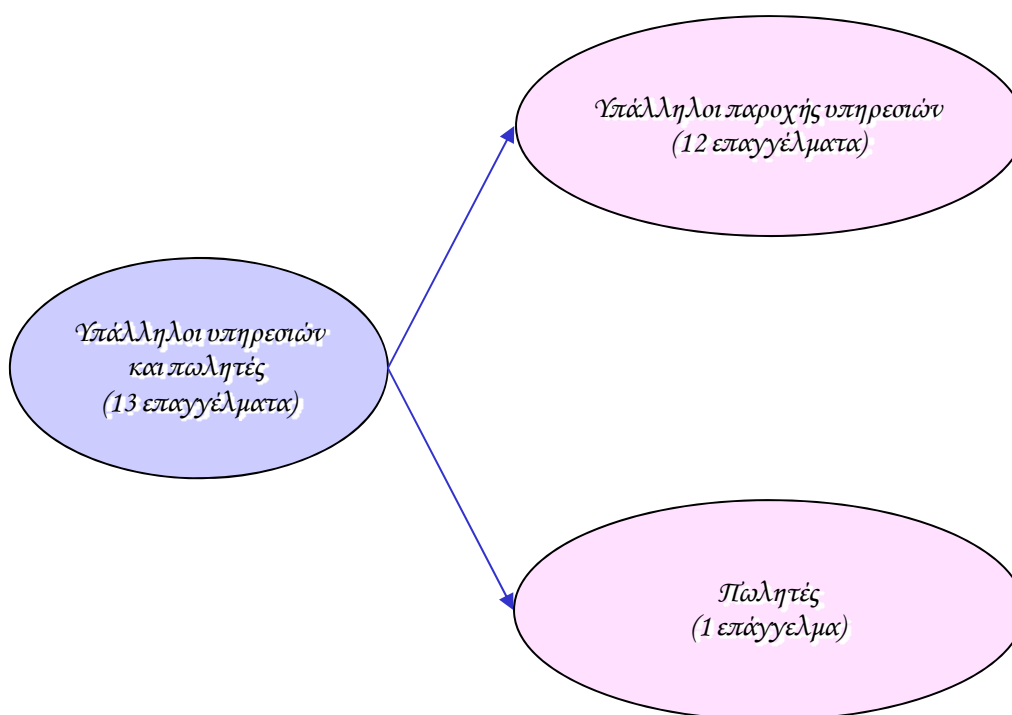 Υπάλληλοι παροχής υπηρεσιών
(12 επαγγέλματα)
Υπάλληλοι υπηρεσιών
και πωλητές
(13 επαγγέλματα)
Πωλητές
(1 επάγγελμα)